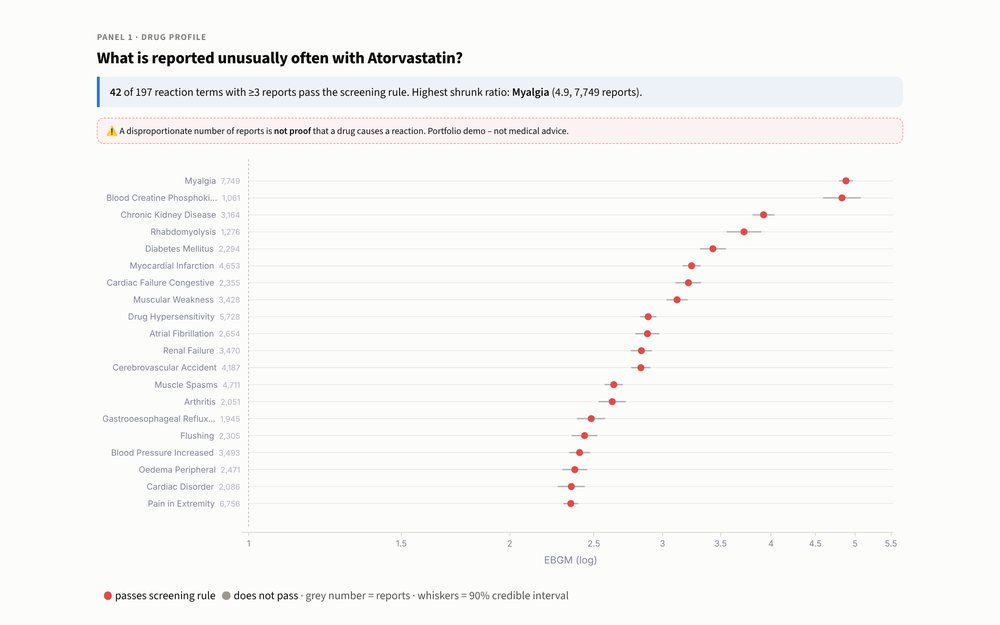 PANEL 1 · DRUG PROFILE
What is reported unusually often with Atorvastatin?
42 of 197 reaction terms with ≥3 reports pass the screening rule. Highest shrunk ratio: Myalgia (4.9, 7,749 reports).
⚠️ A disproportionate number of reports is not proof that a drug causes a reaction. Portfolio demo – not medical advice.
Myalgia 7,749
Blood Creatine Phosphoki... 1,061
Chronic Kidney Disease 3,164
Rhabdomyolysis 1,276
Diabetes Mellitus 2,294
Myocardial Infarction 4,653
Cardiac Failure Congestive 2,355
Muscular Weakness 3,428
Drug Hypersensitivity 5,728
Atrial Fibrillation 2,654
Renal Failure 3,470
Cerebrovascular Accident 4,187
Muscle Spasms 4,711
Arthritis 2,051
Gastrooesophageal Reflux... 1,945
Flushing 2,305
Blood Pressure Increased 3,493
Oedema Peripheral 2,471
Cardiac Disorder 2,086
Pain in Extremity 6,756
1 1.5 2 2.5 3 3.5 4 4.5 5 5.5
EBGM (log)
passes screening rule does not pass · grey number = reports · whiskers = 90% credible interval